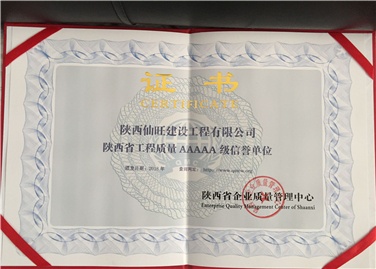 证书
CERTIFICATE
陕西仙旺建设工程有限公司
陕西省工程质量AAAAA级信誉单位
陕西省企业质量管理中心
Enterprise Quality Management Center of Shaanxi